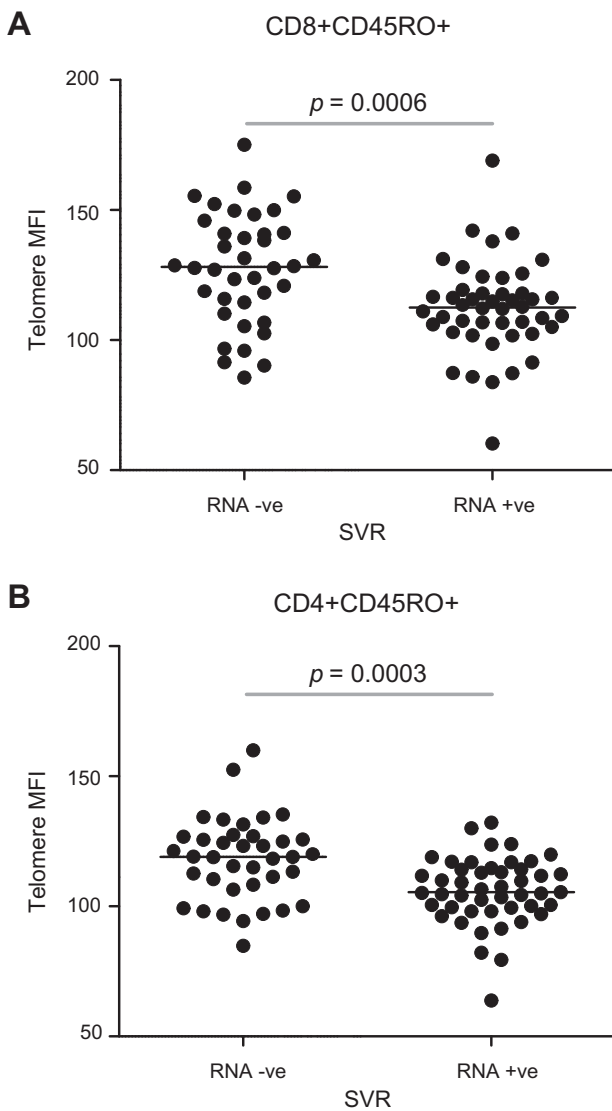 A
CD8+CD45RO+
200
p = 0.0006
150
Telomere MFI
100
50
RNA -ve RNA +ve
SVR
B
CD4+CD45RO+
200
p = 0.0003
150
Telomere MFI
100
50
RNA -ve RNA +ve
SVR